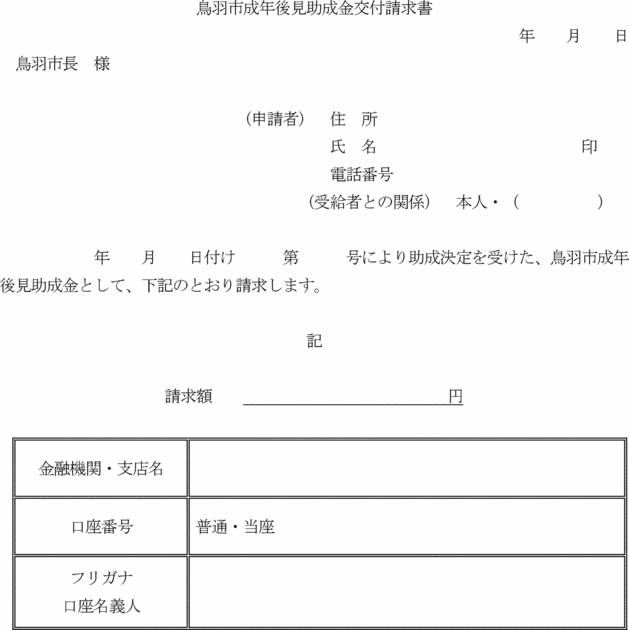 鳥羽市成年後見助成金交付請求書
年　　月　　日
鳥羽市長　様
（申請者）　住　所
氏　名　　　　　　　　　　　　　印
電話番号
（受給者との関係）　本人・（　　　　　）
年　　月　　日付け　　　第　　　号により助成決定を受けた、鳥羽市成年
後見助成金として、下記のとおり請求します。
記
請求額　　　　　　　　　　　　　　　円
金融機関・支店名
口座番号　普通・当座
フリガナ
口座名義人